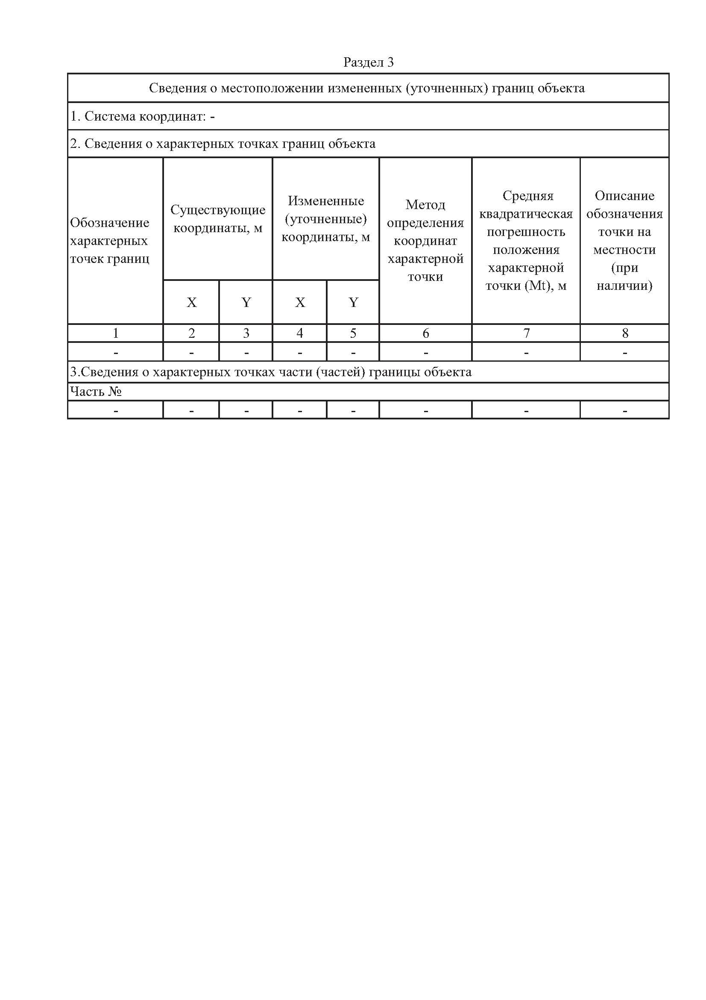 Раздел 3
Сведения о местоположении измененных (уточненных) границ объекта
1. Система координат: -
2. Сведения о характерных точках границ объекта
Обозначение
характерных
точек границ
Существующие
координаты, м
Измененные
(уточненные)
координаты, м
Метод
определения
координат
характерной
точки
Средняя
квадратическая
погрешность
положения
характерной
точки (Mt), м
Описание
обозначения
точки на
местности
(при
наличии)
X Y X Y
1 2 3 4 5 6 7 8
- - - - - - - -
3.Сведения о характерных точках части (частей) границы объекта
Часть №
- - - - - - - -